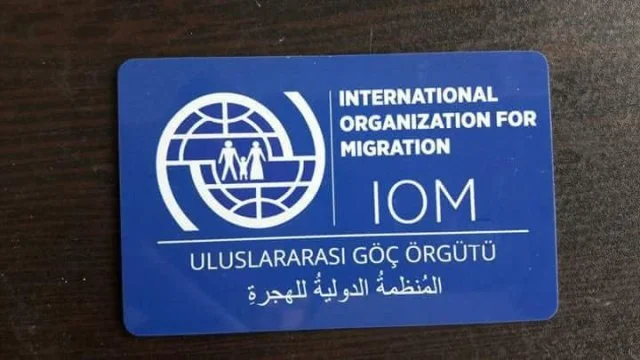 INTERNATIONAL
ORGANIZATION FOR
MIGRATION
IOM
ULUSLARARASI GÖÇ ÖRGÜTÜ
المُنظمةُ الدوليةُ للهجرةِ